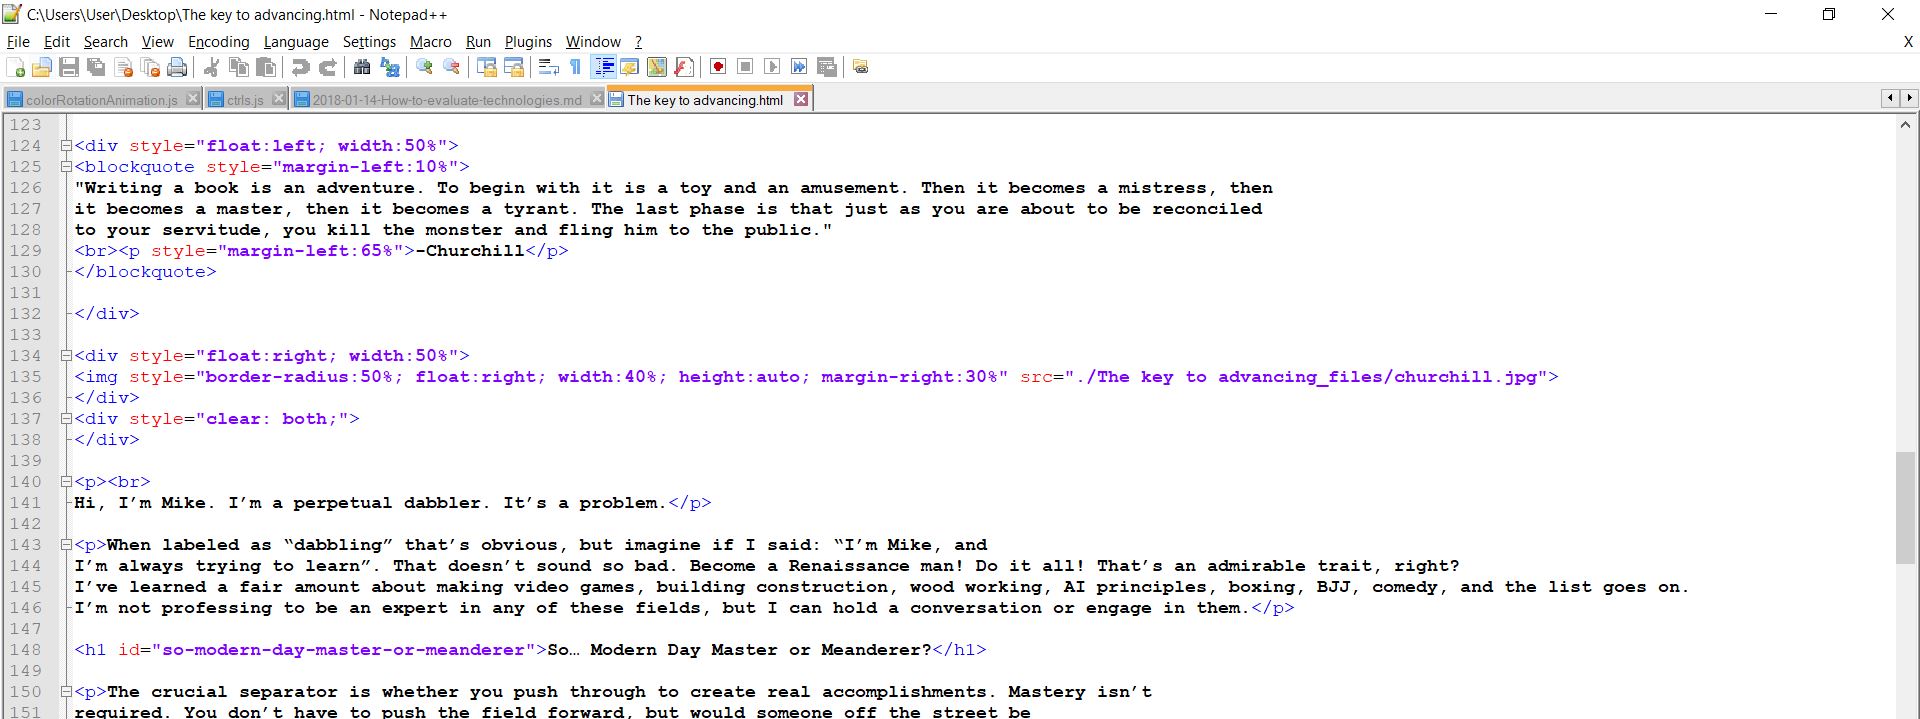 C:\Users\User\Desktop\The key to advancing.html - Notepad++
File Edit Search View Encoding Language Settings Macro Run Plugins Window ? X
colorRotationAnimation.js ctrls.js 2018-01-14-How-to-evaluate-technologies.md The key to advancing.html
123
124 <div style="float:left; width:50%">
125 <blockquote style="margin-left:10%">
126 "Writing a book is an adventure. To begin with it is a toy and an amusement. Then it becomes a mistress, then
127 it becomes a master, then it becomes a tyrant. The last phase is that just as you are about to be reconciled
128 to your servitude, you kill the monster and fling him to the public."
129 <br><p style="margin-left:65%">-Churchill</p>
130 </blockquote>
131
132 </div>
133
134 <div style="float:right; width:50%">
135 <img style="border-radius:50%; float:right; width:40%; height:auto; margin-right:30%" src="./The key to advancing_files/churchill.jpg">
136 </div>
137 <div style="clear: both;">
138 </div>
139
140 <p><br>
141 Hi, I’m Mike. I’m a perpetual dabbler. It’s a problem.</p>
142
143 <p>When labeled as “dabbling” that’s obvious, but imagine if I said: “I’m Mike, and
144 I’m always trying to learn”. That doesn’t sound so bad. Become a Renaissance man! Do it all! That’s an admirable trait, right?
145 I’ve learned a fair amount about making video games, building construction, wood working, AI principles, boxing, BJJ, comedy, and the list goes on.
146 I’m not professing to be an expert in any of these fields, but I can hold a conversation or engage in them.</p>
147
148 <h1 id="so-modern-day-master-or-meanderer">So… Modern Day Master or Meanderer?</h1>
149
150 <p>The crucial separator is whether you push through to create real accomplishments. Mastery isn’t
151 required. You don’t have to push the field forward, but would someone off the street be